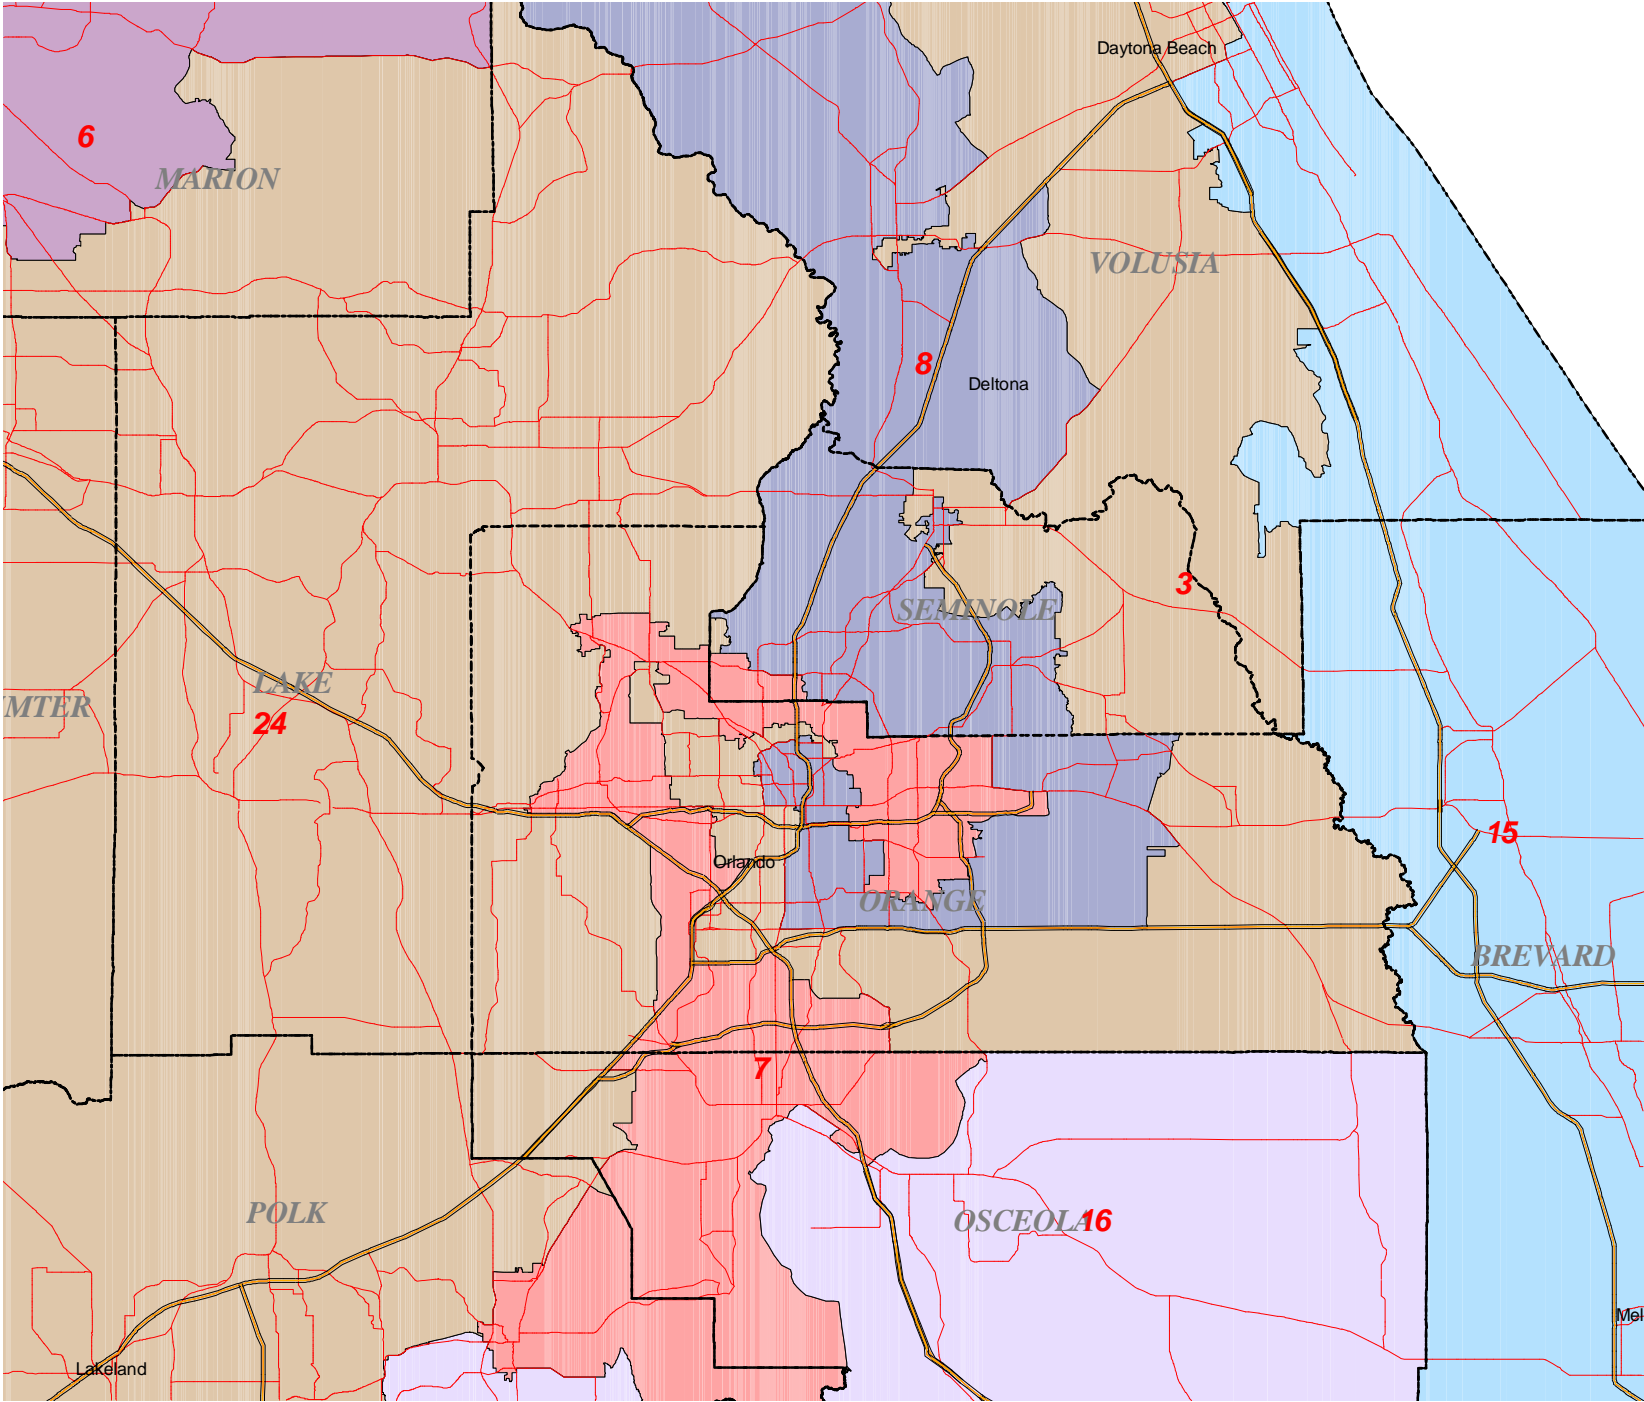 Daytona Beach
6
MARION
VOLUSIA
8
Deltona
3
SEMINOLE
LAKE
MTER
24
15
Orlando
ORANGE
BREVARD
7
POLK
OSCEOLA
16
Mel
Lakeland